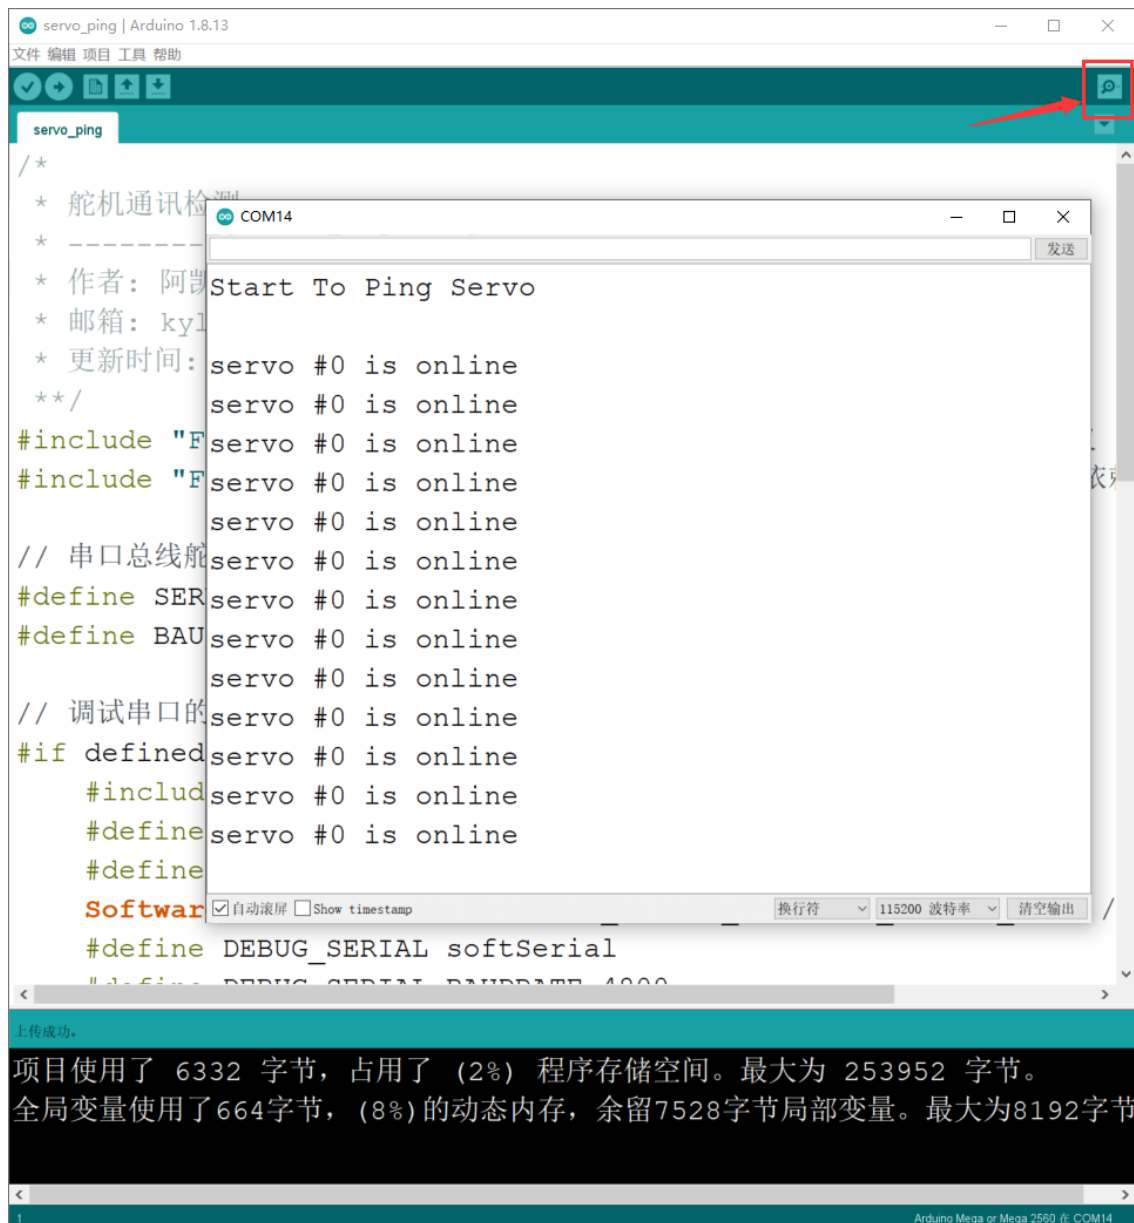 servo_ping | Arduino 1.8.13
文件 编辑 项目 工具 帮助
servo_ping
/*
* 舵机通讯检测
* --------
* 作者: 阿凯
* 邮箱: kyl
* 更新时间:
**/
#include "F
#include "F
依赖
// 串口总线舵
#define SER
#define BAU
// 调试串口的
#if defined
#includ
#define
#define
Softwar
/
#define DEBUG_SERIAL softSerial
#define DEBUG_SERIAL_BAUDRATE 4800
COM14
发送
Start To Ping Servo
servo #0 is online
servo #0 is online
servo #0 is online
servo #0 is online
servo #0 is online
servo #0 is online
servo #0 is online
servo #0 is online
servo #0 is online
servo #0 is online
servo #0 is online
servo #0 is online
servo #0 is online
自动滚屏 Show timestamp 换行符 115200 波特率 清空输出
上传成功。
项目使用了 6332 字节，占用了 (2%) 程序存储空间。最大为 253952 字节。
全局变量使用了664字节，(8%)的动态内存，余留7528字节局部变量。最大为8192字节
1
Arduino Mega or Mega 2560 在 COM14